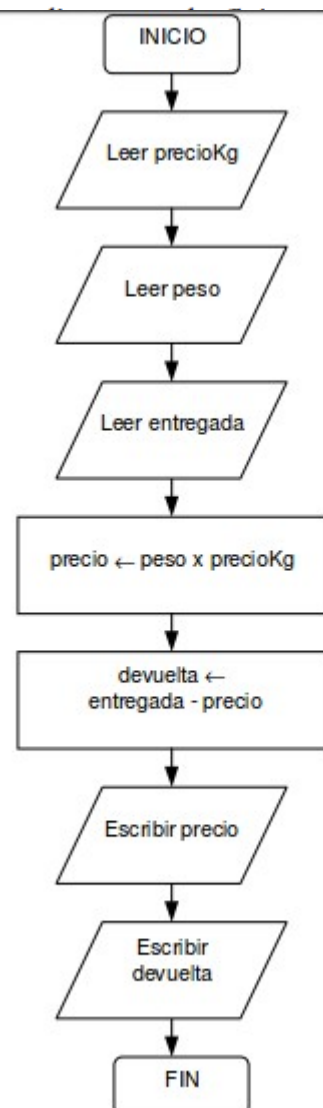 INICIO
Leer precioKg
Leer peso
Leer entregada
precio ← peso x precioKg
devuelta ←
entregada - precio
Escribir precio
Escribir
devuelta
FIN